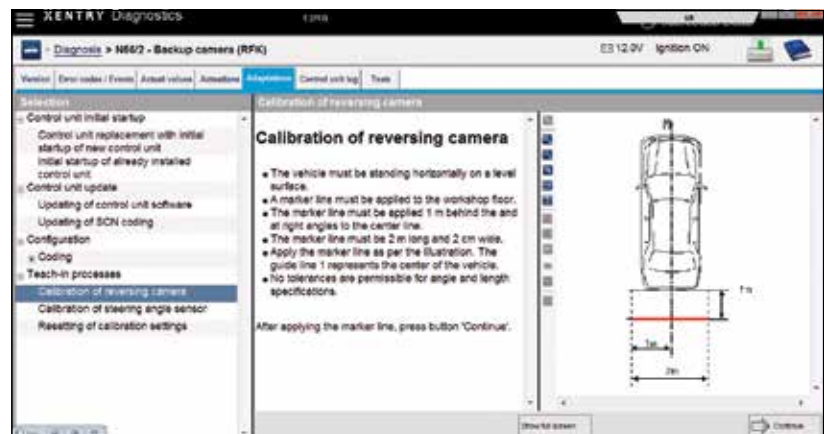 XENTRY Diagnostics
Diagnosis > N66/2 - Backup camera (RFK)
12.0V Ignition ON
Version Error codes / Events Actual values Actuations Adaptations Control unit log Tests
Selection
Calibration of reversing camera
Control unit initial startup
Control unit replacement with initial
startup of new control unit
Initial startup of already installed
control unit
Control unit update
Updating of control unit software
Updating of SCN coding
Configuration
Coding
Teach-in processes
Calibration of reversing camera
Calibration of steering angle sensor
Resetting of calibration settings
Calibration of reversing camera
The vehicle must be standing horizontally on a level
surface.
A marker line must be applied to the workshop floor.
The marker line must be applied 1 m behind the and
at right angles to the center line.
The marker line must be 2 m long and 2 cm wide.
Apply the marker line as per the illustration. The
guide line 1 represents the center of the vehicle.
No tolerances are permissible for angle and length
specifications.
After applying the marker line, press button 'Continue'.
1m
1m
2m
Show full screen
Continue